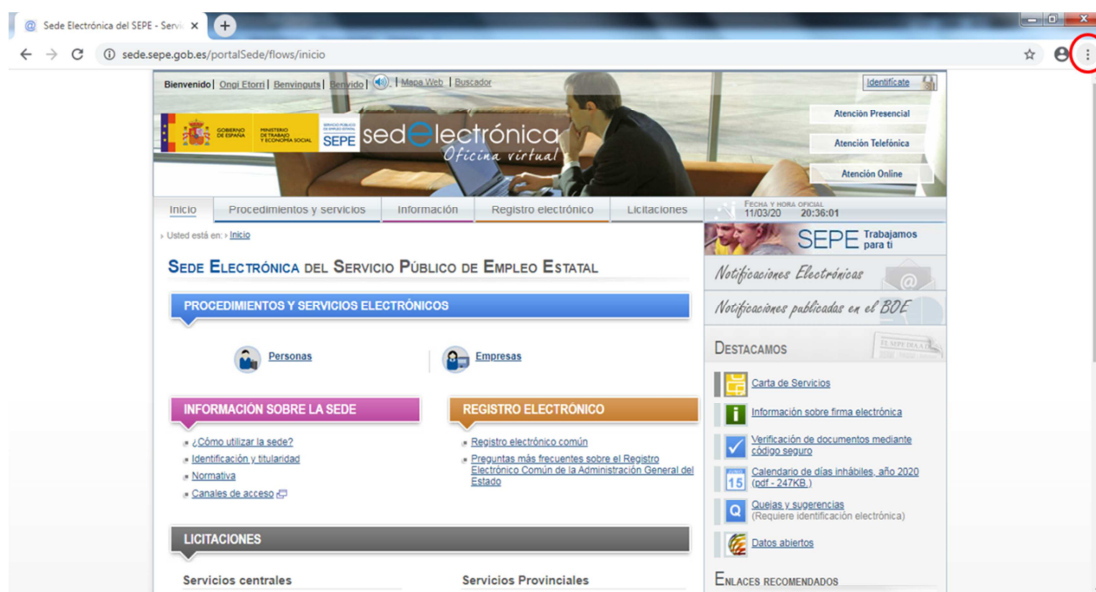 Sede Electrónica del SEPE - Servi
sede.sepe.gob.es/portalSede/flows/inicio
Bienvenido | Ongi Etorri | Benvinguts | Benvido | | Mapa Web | Buscador
Identifícate
GOBIERNO DE ESPAÑA
MINISTERIO DE TRABAJO Y ECONOMÍA SOCIAL
SEPE
sedelectrónica
Oficina virtual
Atención Presencial
Atención Telefónica
Atención Online
Inicio Procedimientos y servicios Información Registro electrónico Licitaciones
Fecha y hora oficial
11/03/20 20:36:01
Usted está en: > Inicio
SEPE Trabajamos para ti
Sede Electrónica del Servicio Público de Empleo Estatal
Notificaciones Electrónicas
Notificaciones publicadas en el BOE
PROCEDIMIENTOS Y SERVICIOS ELECTRÓNICOS
Personas
Empresas
Destacamos
Carta de Servicios
Información sobre firma electrónica
Verificación de documentos mediante
código seguro
15
Calendario de días inhábiles, año 2020
(pdf - 247KB.)
Quejas y sugerencias
(Requiere identificación electrónica)
Datos abiertos
Enlaces recomendados
INFORMACIÓN SOBRE LA SEDE
¿Cómo utilizar la sede?
Identificación y titularidad
Normativa
Canales de acceso
REGISTRO ELECTRÓNICO
Registro electrónico común
Preguntas más frecuentes sobre el Registro
Electrónico Común de la Administración General del
Estado
LICITACIONES
Servicios centrales
Servicios Provinciales